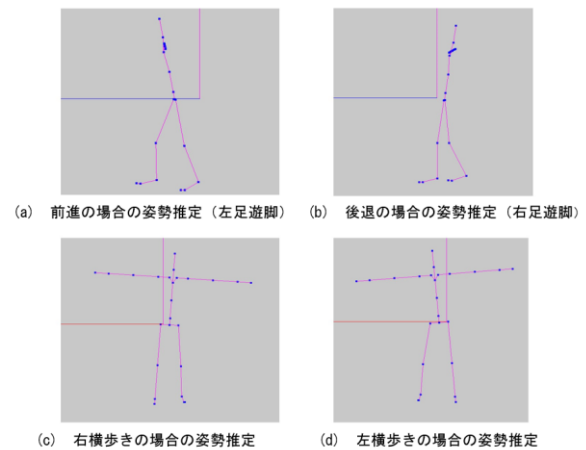 (a) 前進の場合の姿勢推定（左足遊脚）
(b) 後退の場合の姿勢推定（右足遊脚）
(c) 右横歩きの場合の姿勢推定
(d) 左横歩きの場合の姿勢推定